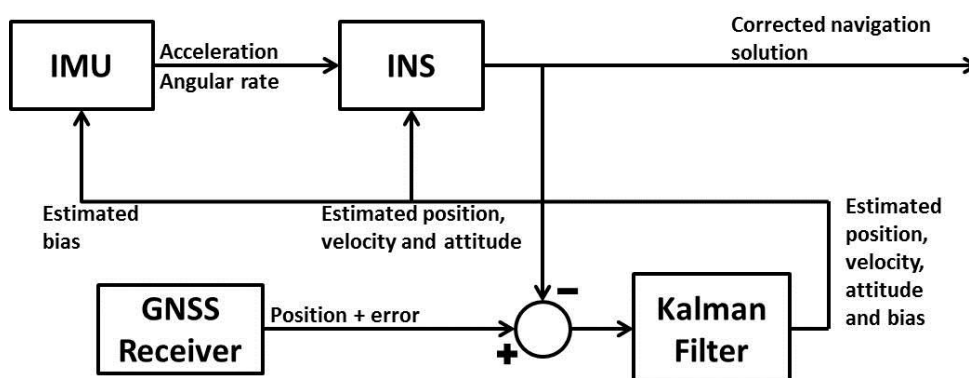 IMU
Acceleration
Angular rate
INS
Corrected navigation
solution
Estimated
bias
Estimated position,
velocity and attitude
Estimated
position,
velocity,
attitude
and bias
GNSS
Receiver
Position + error
-
+
Kalman
Filter